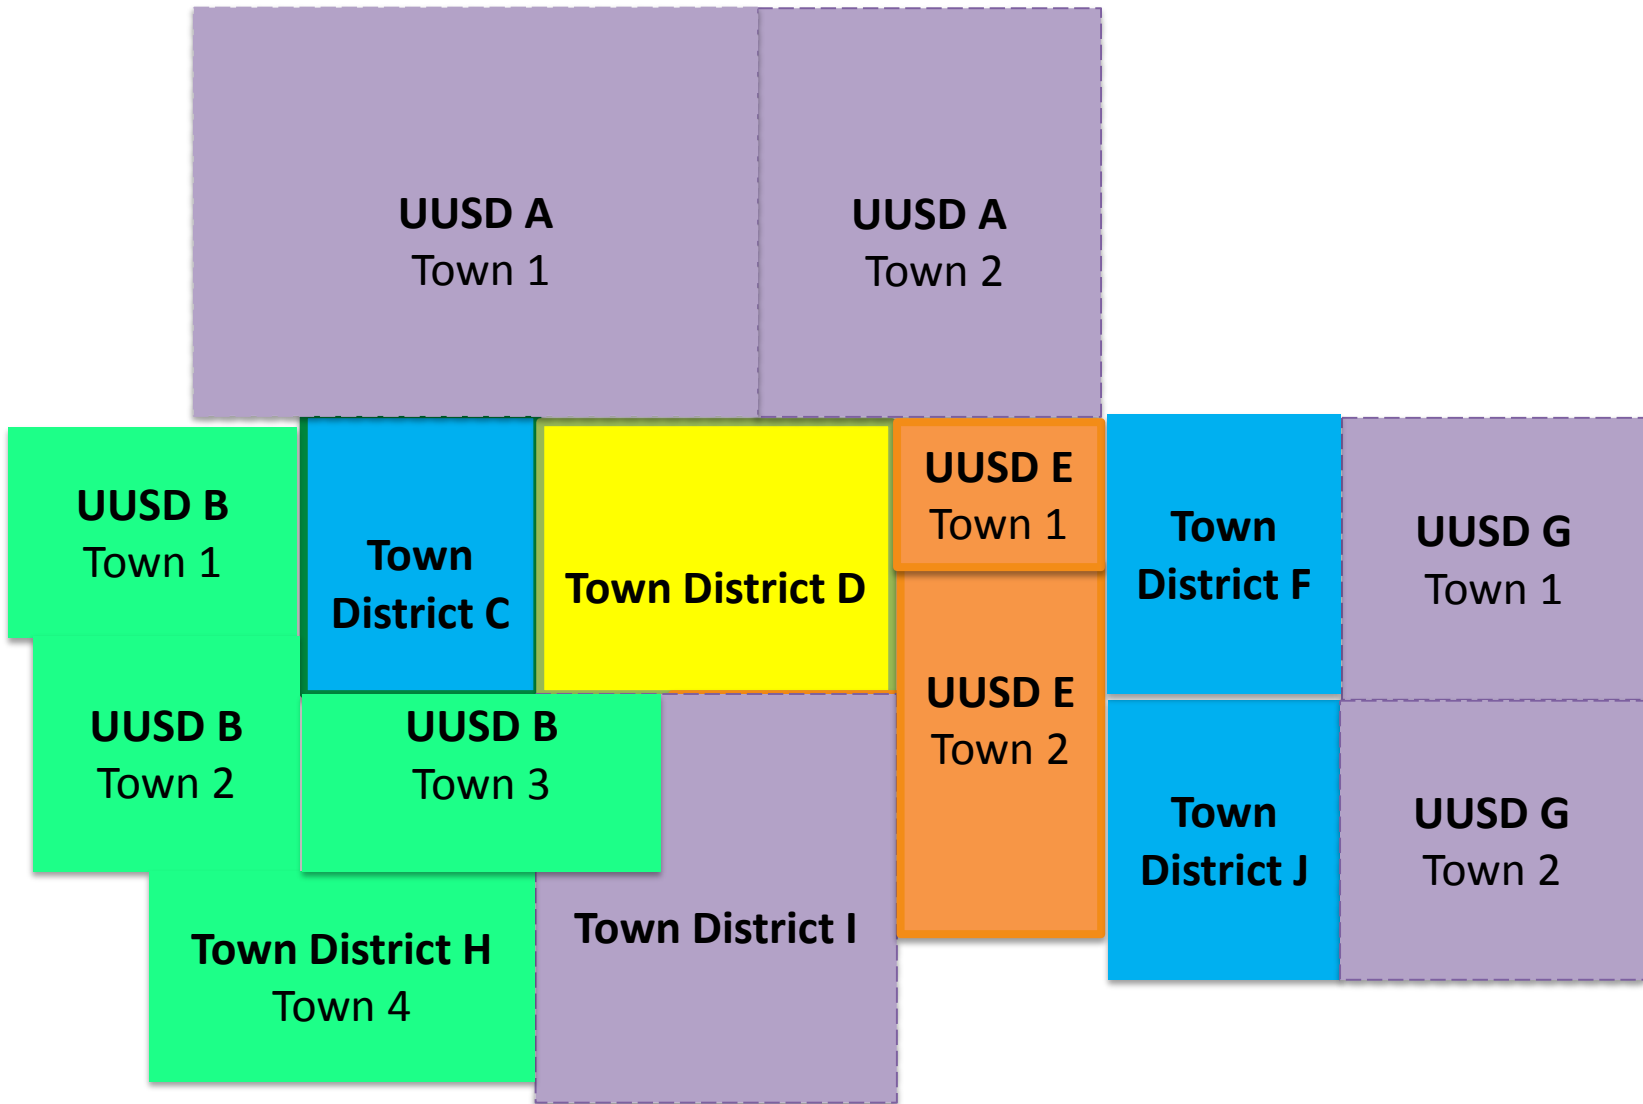 UUSD A
Town 1
UUSD A
Town 2
UUSD B
Town 1
Town
District C
Town District D
UUSD E
Town 1
Town
District F
UUSD G
Town 1
UUSD B
Town 2
UUSD B
Town 3
UUSD E
Town 2
Town
District J
UUSD G
Town 2
Town District H
Town 4
Town District I